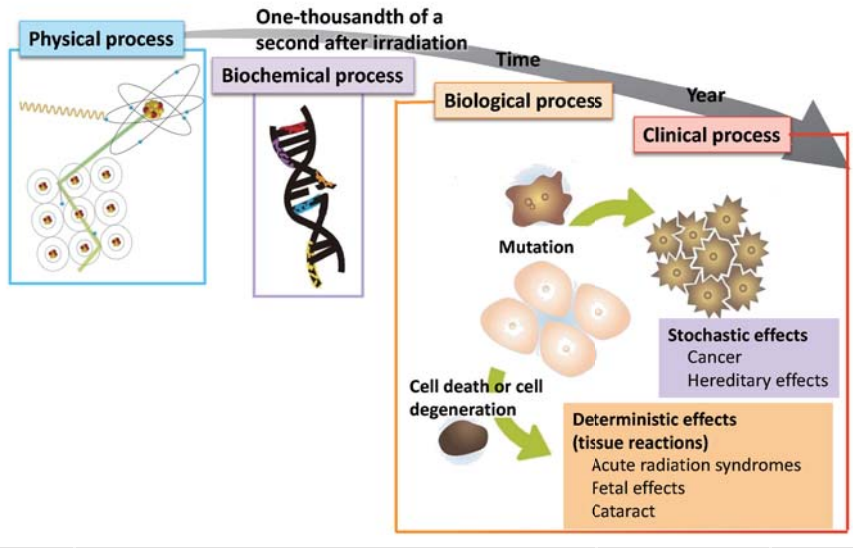 Physical process
One-thousandth of a
second after irradiation
Biochemical process
Time
Biological process
Year
Clinical process
Mutation
Stochastic effects
Cancer
Hereditary effects
Cell death or cell
degeneration
Deterministic effects
(tissue reactions)
Acute radiation syndromes
Fetal effects
Cataract